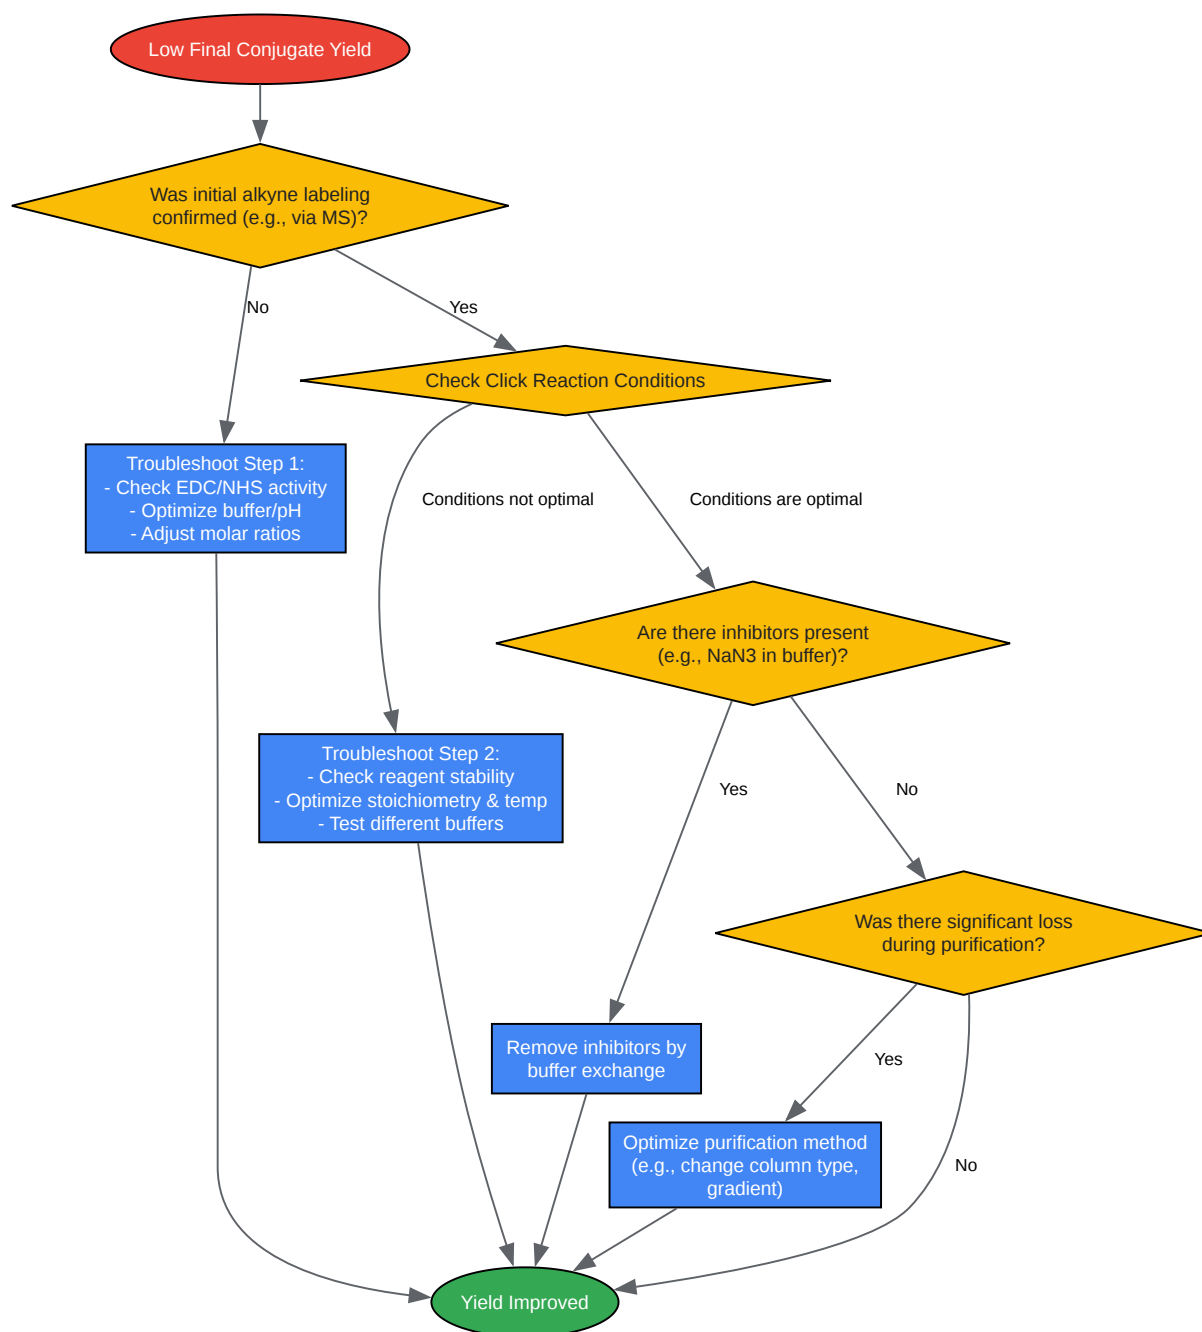 Low Final Conjugate Yield
Was initial alkyne labeling
confirmed (e.g., via MS)?
No
Yes
Check Click Reaction Conditions
Troubleshoot Step 1:
- Check EDC/NHS activity
- Optimize buffer/pH
- Adjust molar ratios
Conditions not optimal
Conditions are optimal
Are there inhibitors present
(e.g., NaN3 in buffer)?
Troubleshoot Step 2:
- Check reagent stability
- Optimize stoichiometry & temp
- Test different buffers
Yes
No
Was there significant loss
during purification?
Remove inhibitors by
buffer exchange
Yes
Optimize purification method
(e.g., change column type,
gradient)
No
Yield Improved